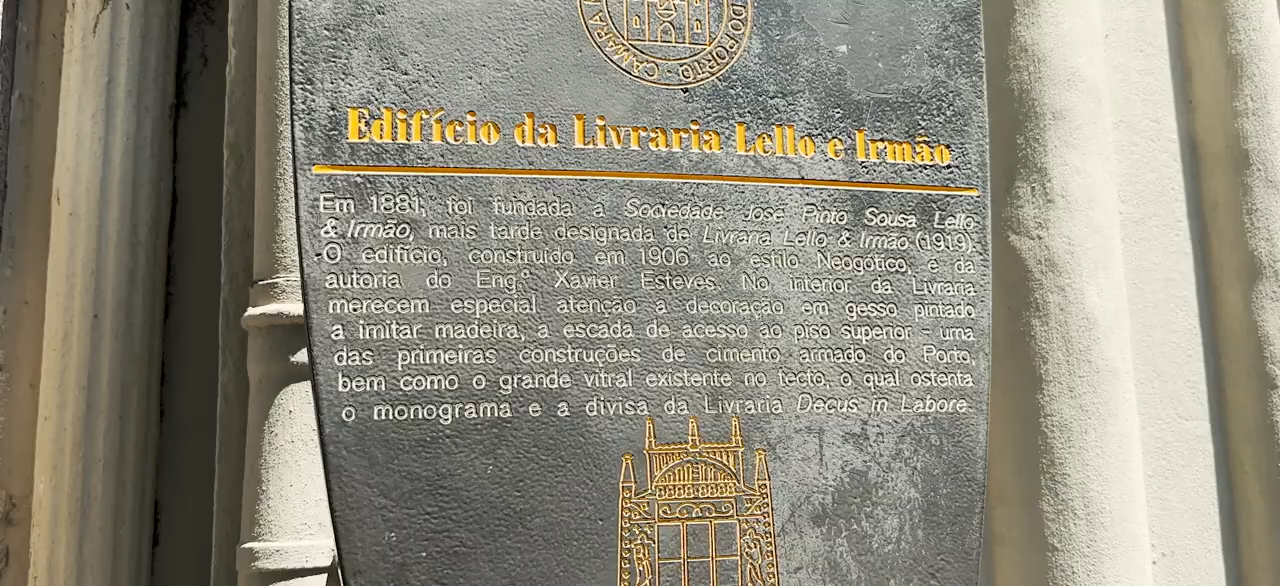 CAMARA DO PORTO
Edifício da Livraria Lello e Irmão
Em 1881, foi fundada a Sociedade José Pinto Sousa Lello
& Irmão, mais tarde designada de Livraria Lello & Irmão (1919).
O edifício, construído em 1906 ao estilo Neogótico, é da
autoria do Eng.º Xavier Esteves. No interior da Livraria
merecem especial atenção a decoração em gesso pintado
a imitar madeira, a escada de acesso ao piso superior - uma
das primeiras construções de cimento armado do Porto,
bem como o grande vitral existente no tecto, o qual ostenta
o monograma e a divisa da Livraria Decus in Labore.